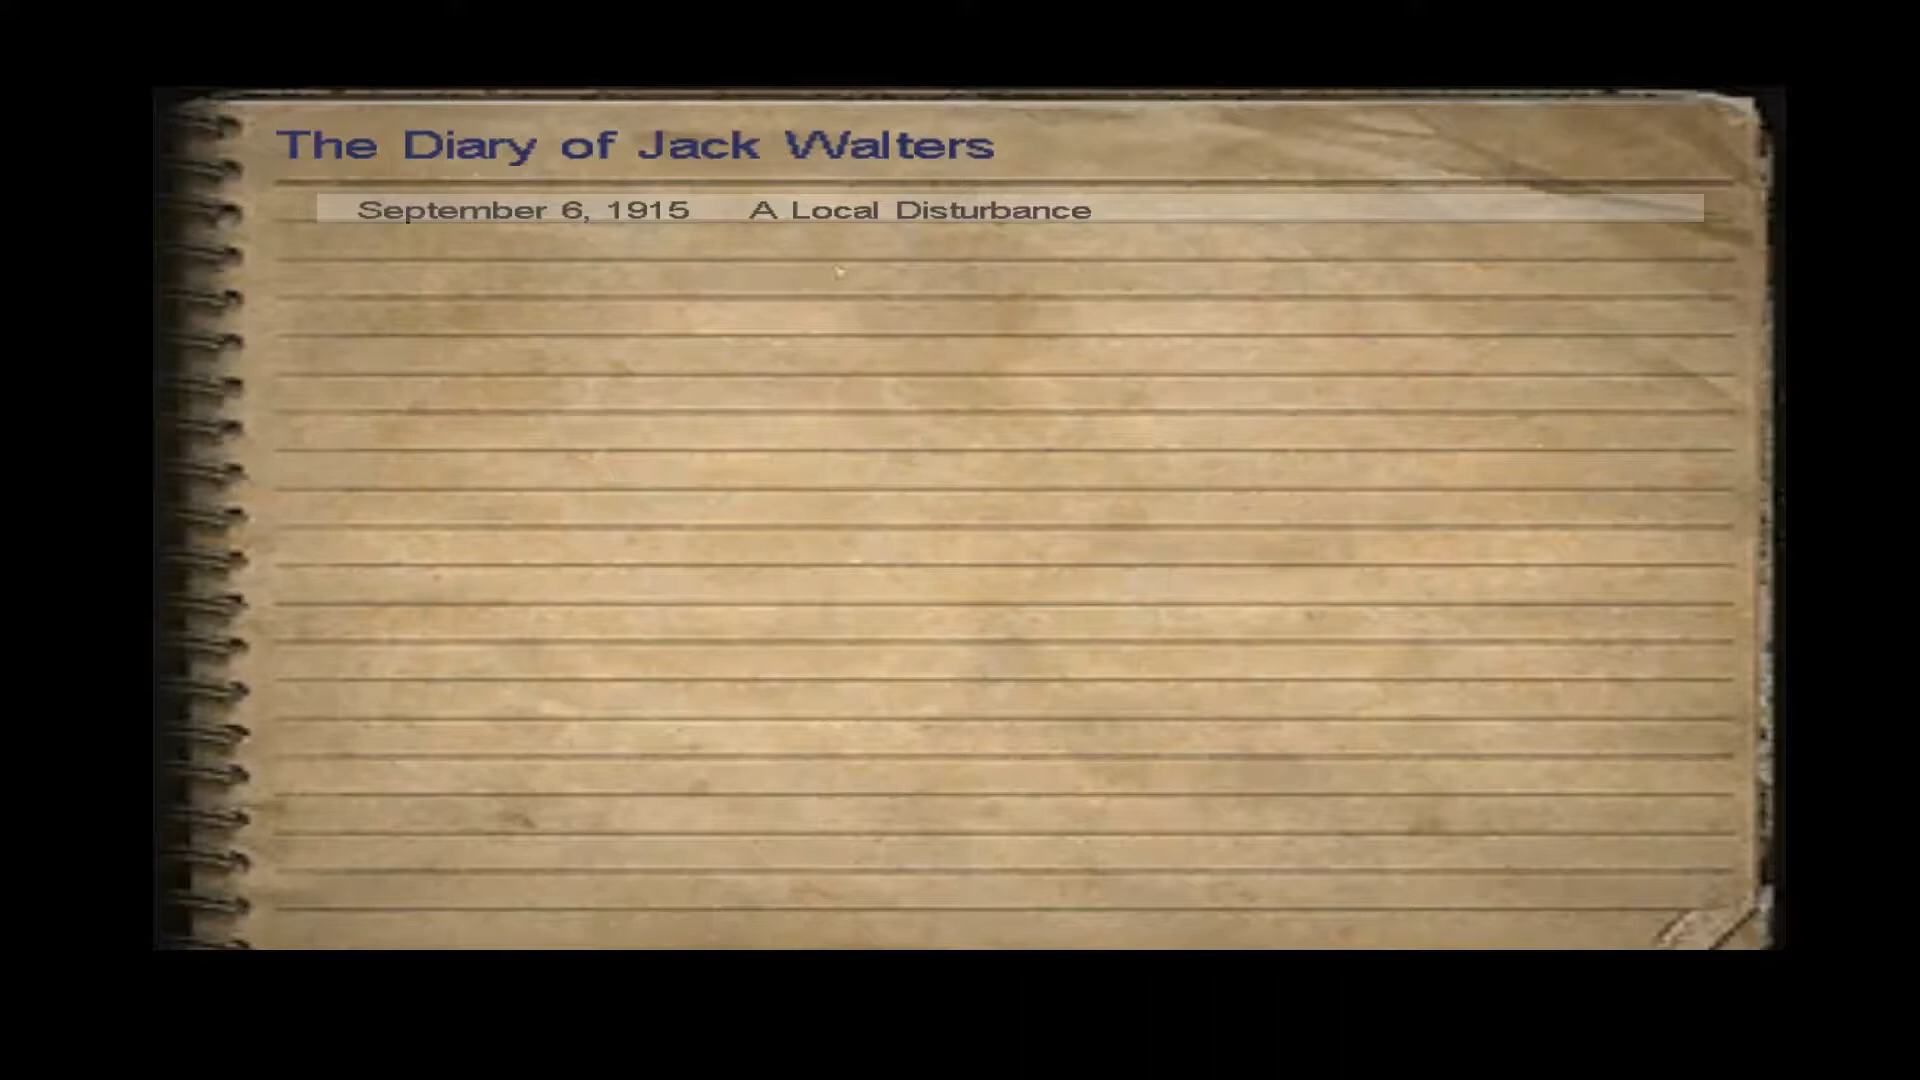 The Diary of Jack Walters
September 6, 1915 A Local Disturbance